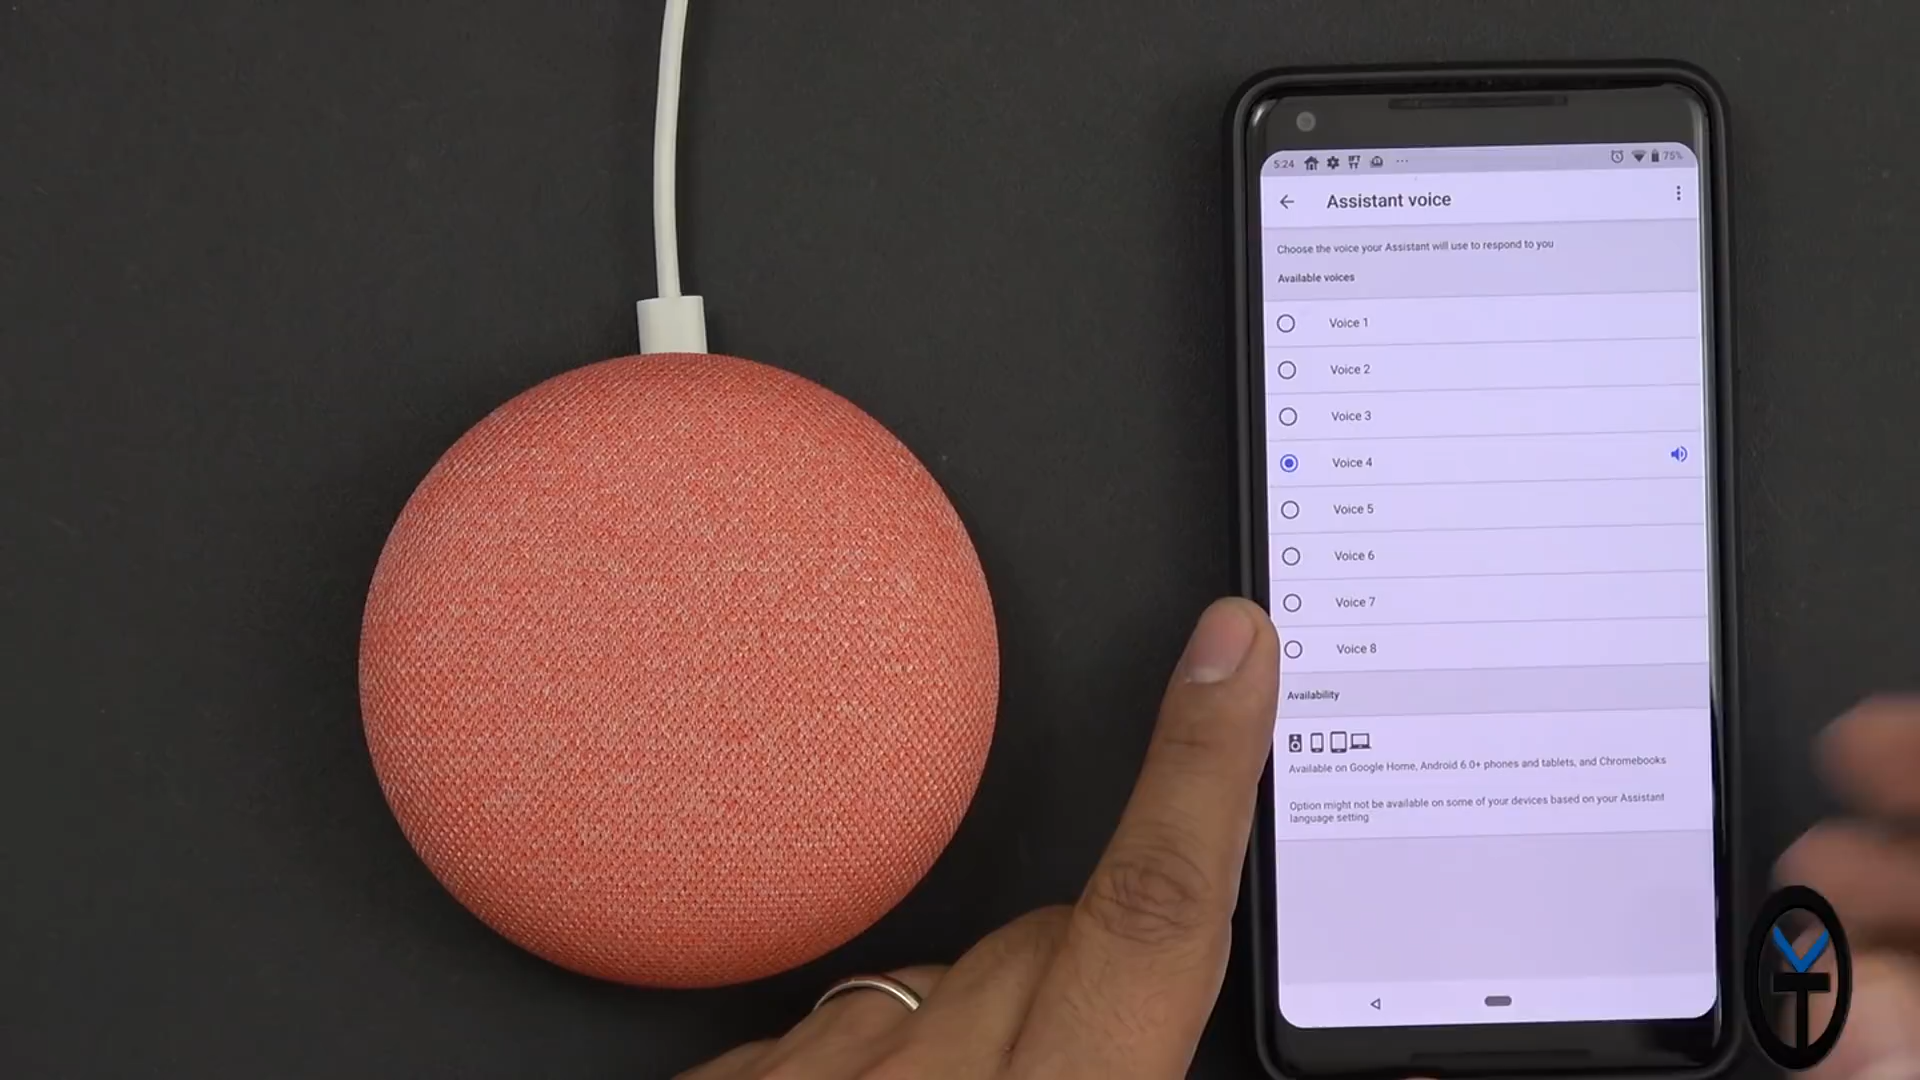 5:24
75%
Assistant voice
Choose the voice your Assistant will use to respond to you
Available voices
Voice 1
Voice 2
Voice 3
Voice 4
Voice 5
Voice 6
Voice 7
Voice 8
Availability
Available on Google Home, Android 6.0+ phones and tablets, and Chromebooks
Option might not be available on some of your devices based on your Assistant
language setting